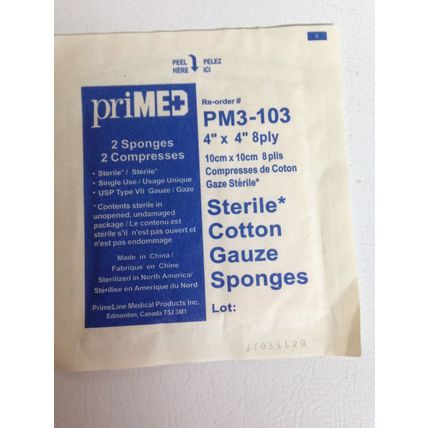 PEEL HERE PELEZ ICI
priMED
2 Sponges
2 Compresses
• Sterile* / Stérile*
• Single Use / Usage Unique
• USP Type VII Gauze / Gaze
* Contents sterile in
unopened, undamaged
package / Le contenu est
stérile s'il n'est pas ouvert et
n'est pas endommage
Made in China /
Fabrique en Chine
Sterilized in North America/
Stérilisé en Amérique du Nord
PrimeLine Medical Products Inc.
Edmonton, Canada T5J 3M1
Re-order #
PM3-103
4" x 4" 8ply
10cm x 10cm 8 plis
Compresses de Coton
Gaze Stérile*
Sterile*
Cotton
Gauze
Sponges
Lot: